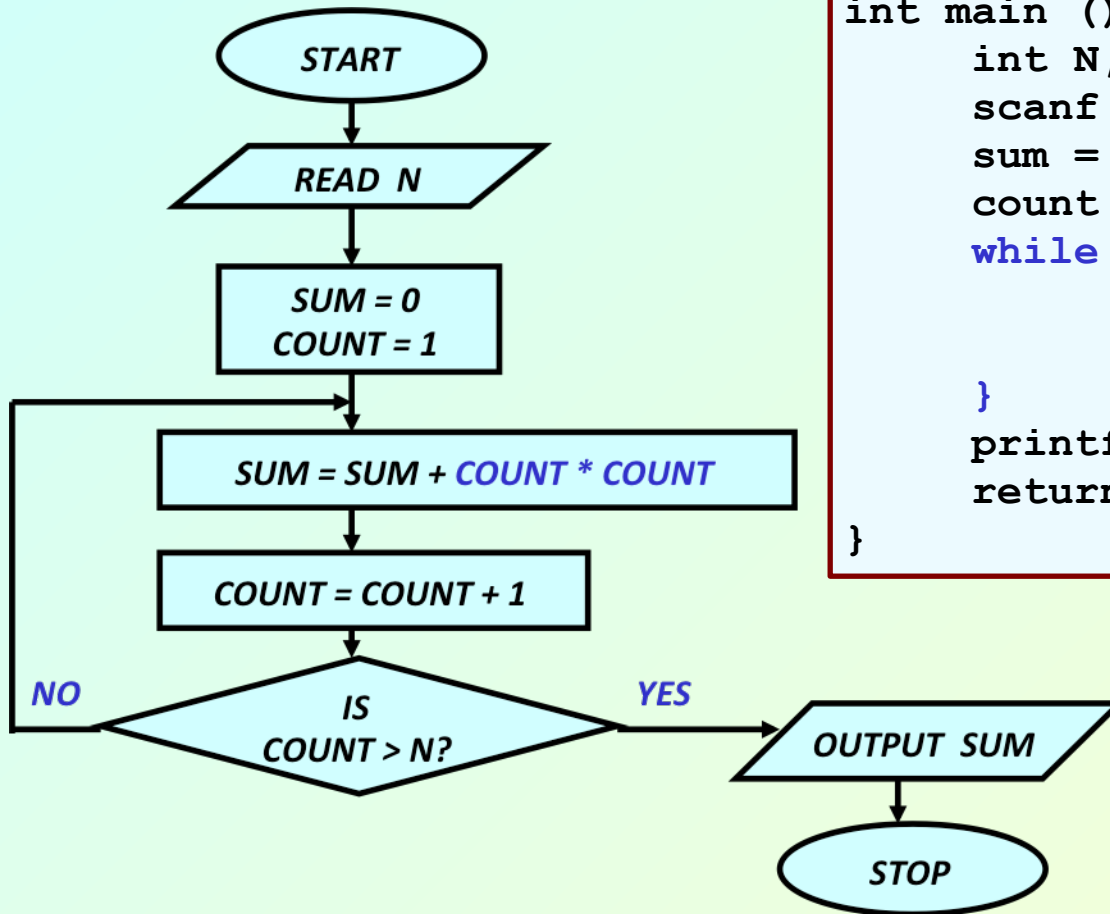 START
READ N
SUM = 0
COUNT = 1
SUM = SUM + COUNT * COUNT
COUNT = COUNT + 1
IS
COUNT > N?
NO
YES
OUTPUT SUM
STOP
int main ()
int N,
scanf
sum =
count
while
}
printf
return
}